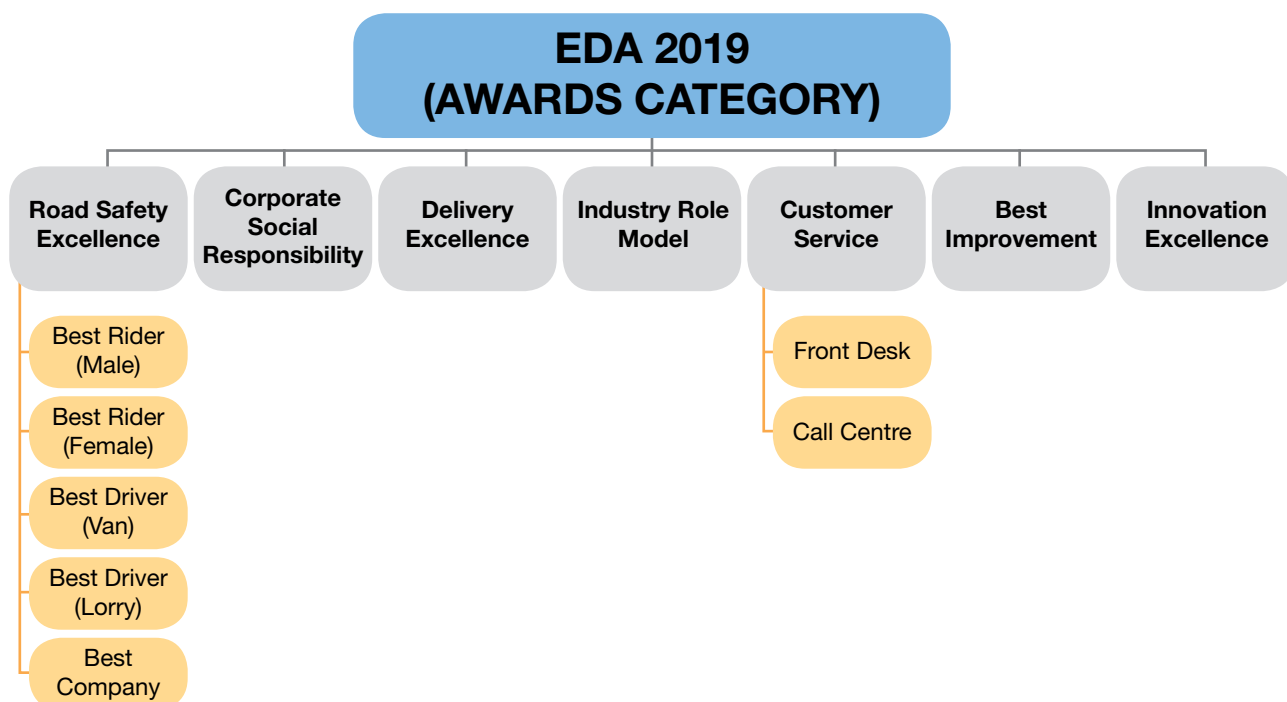 EDA 2019
(AWARDS CATEGORY)
Road Safety
Excellence
Corporate
Social
Responsibility
Delivery
Excellence
Industry Role
Model
Customer
Service
Best
Improvement
Innovation
Excellence
Best Rider
(Male)
Best Rider
(Female)
Best Driver
(Van)
Best Driver
(Lorry)
Best
Company
Front Desk
Call Centre